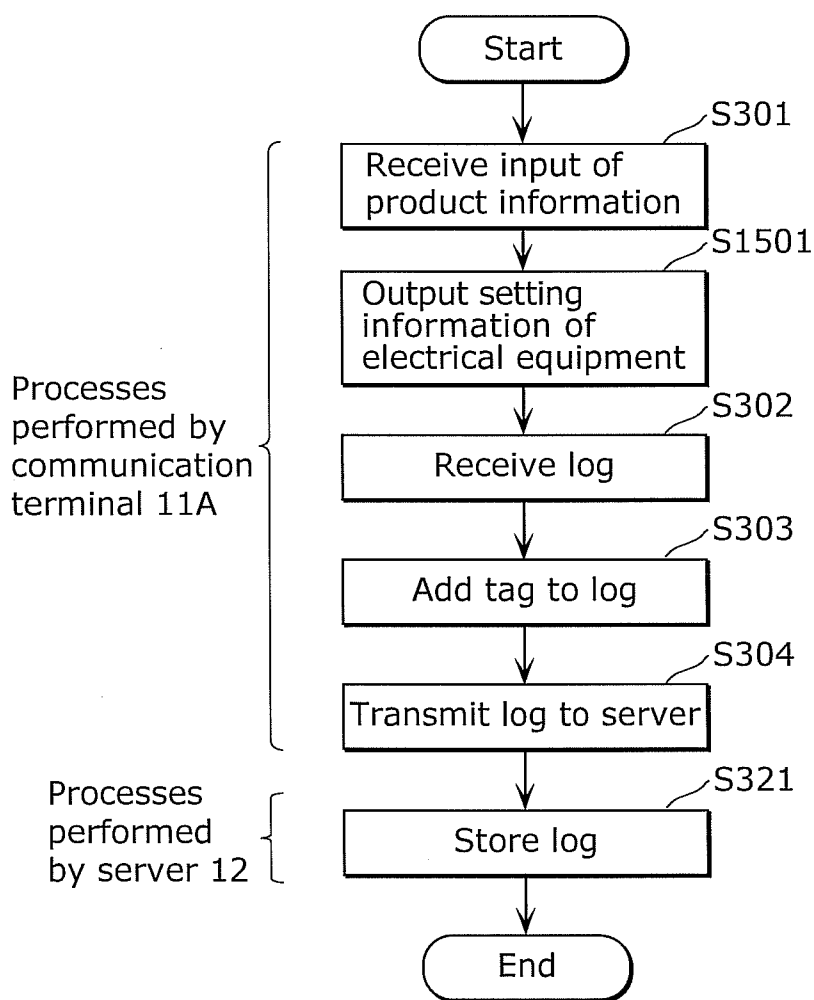 Start
S301
Receive input of
product information
S1501
Output setting
information of
electrical equipment
Processes
performed by
communication
terminal 11A
S302
Receive log
S303
Add tag to log
S304
Transmit log to server
S321
Processes
performed
by server 12
Store log
End